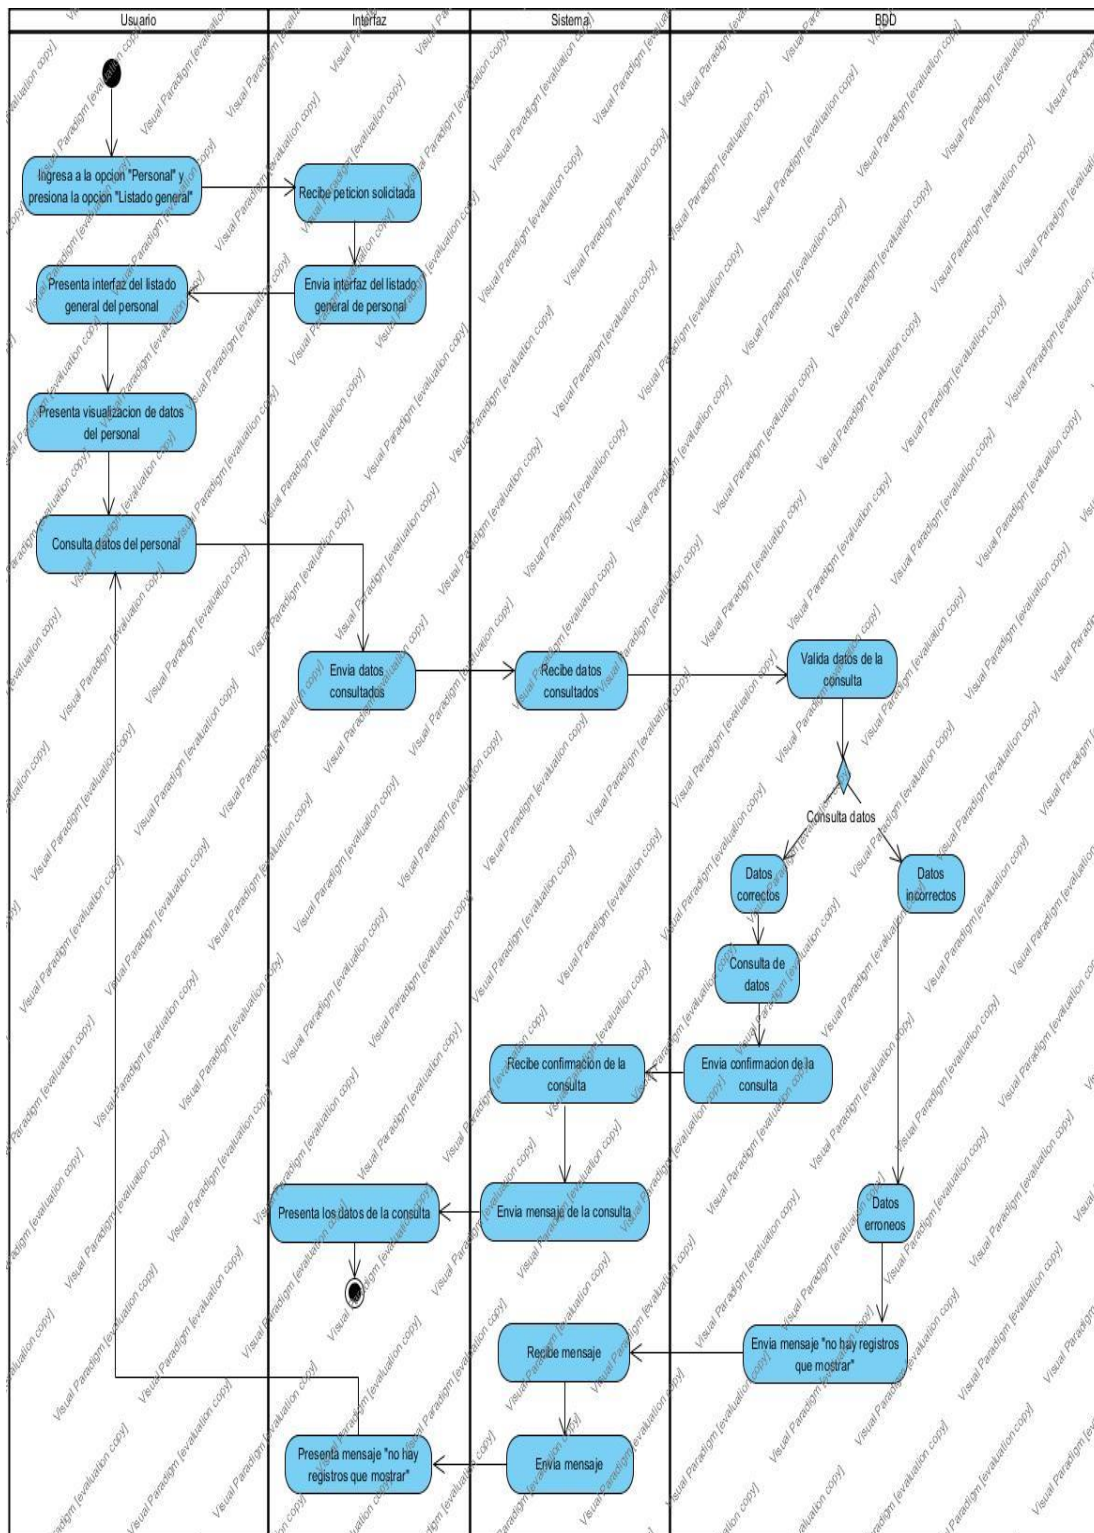 Usuario
Interfaz
Sistema
BDD
Ingresa a la opcion "Personal" y
presiona la opcion "Listado general"
Recibe peticion solicitada
Presenta interfaz del listado
general del personal
Envia interfaz del listado
general de personal
Presenta visualizacion de datos
del personal
Consulta datos del personal
Envia datos
consultados
Recibe datos
consultados
Valida datos de la
consulta
Consulta datos
Datos
correctos
Datos
incorrectos
Consulta de
datos
Recibe confirmacion de la
consulta
Envia confirmacion de la
consulta
Presenta los datos de la consulta
Envia mensaje de la consulta
Datos
erroneos
Recibe mensaje
Envia mensaje "no hay registros
que mostrar"
Presenta mensaje "no hay
registros que mostrar"
Envia mensaje
Visual Paradigm [evaluation copy]